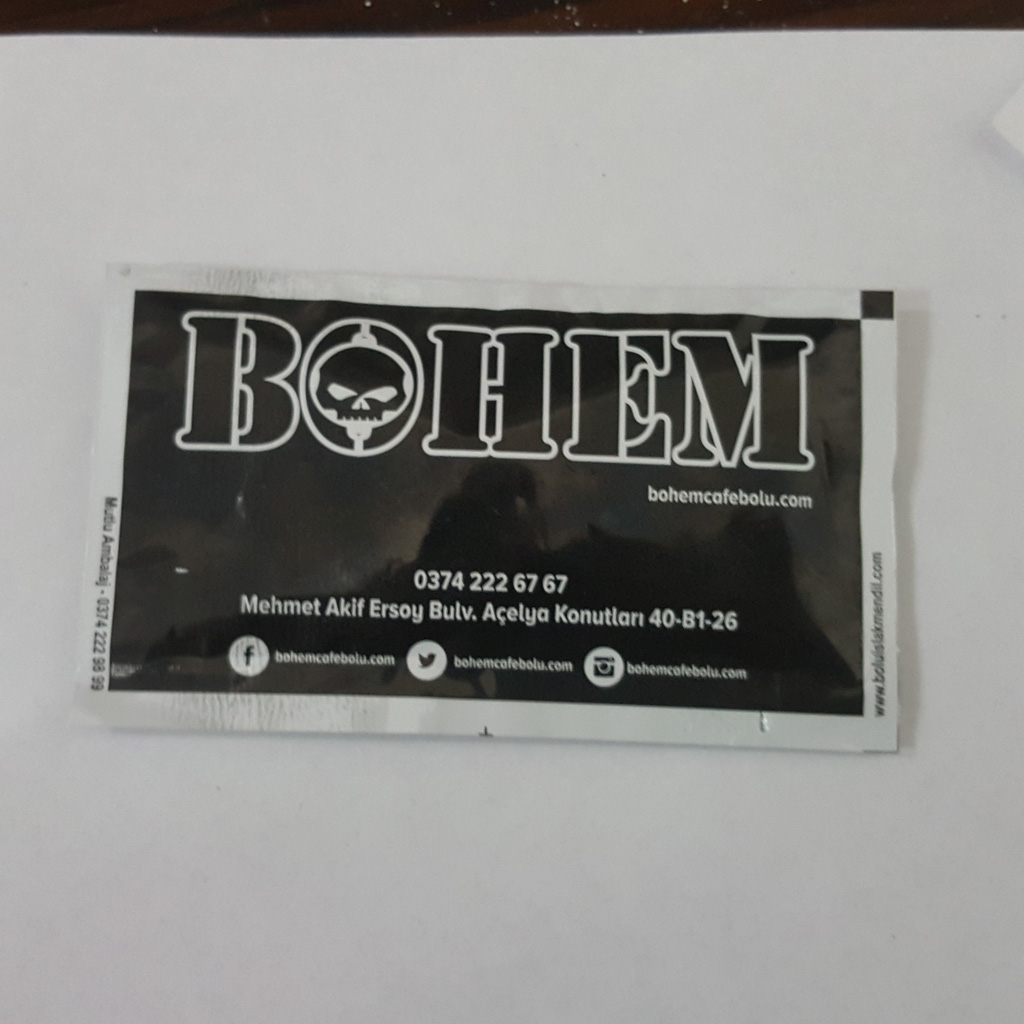 BOHEM
bohemcafebolu.com
0374 222 67 67
Mehmet Akif Ersoy Bulv. Açelya Konutları 40-B1-26
bohemcafebolu.com
bohemcafebolu.com
bohemcafebolu.com
Mutlu Ambalaj - 0374 222 98 99
www.boluislakmendil.com